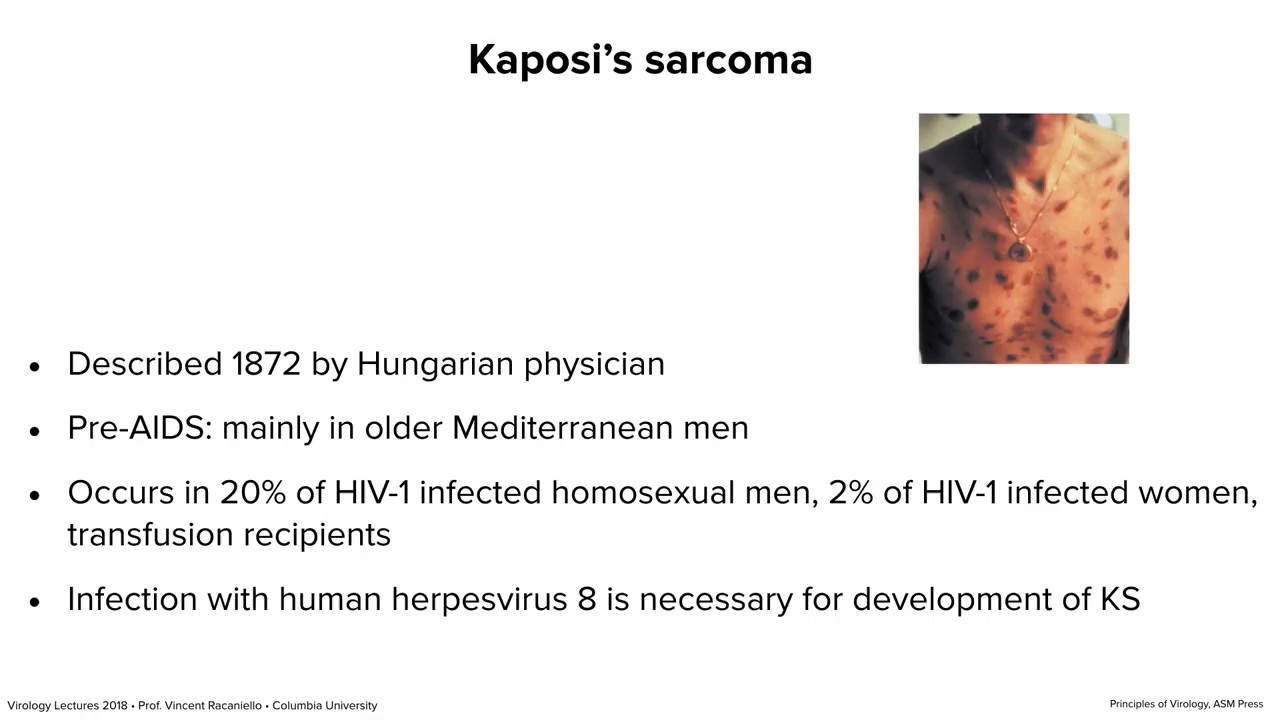 Kaposi’s sarcoma
• Described 1872 by Hungarian physician
• Pre-AIDS: mainly in older Mediterranean men
• Occurs in 20% of HIV-1 infected homosexual men, 2% of HIV-1 infected women,
transfusion recipients
• Infection with human herpesvirus 8 is necessary for development of KS
Virology Lectures 2018 • Prof. Vincent Racaniello • Columbia University
Principles of Virology, ASM Press